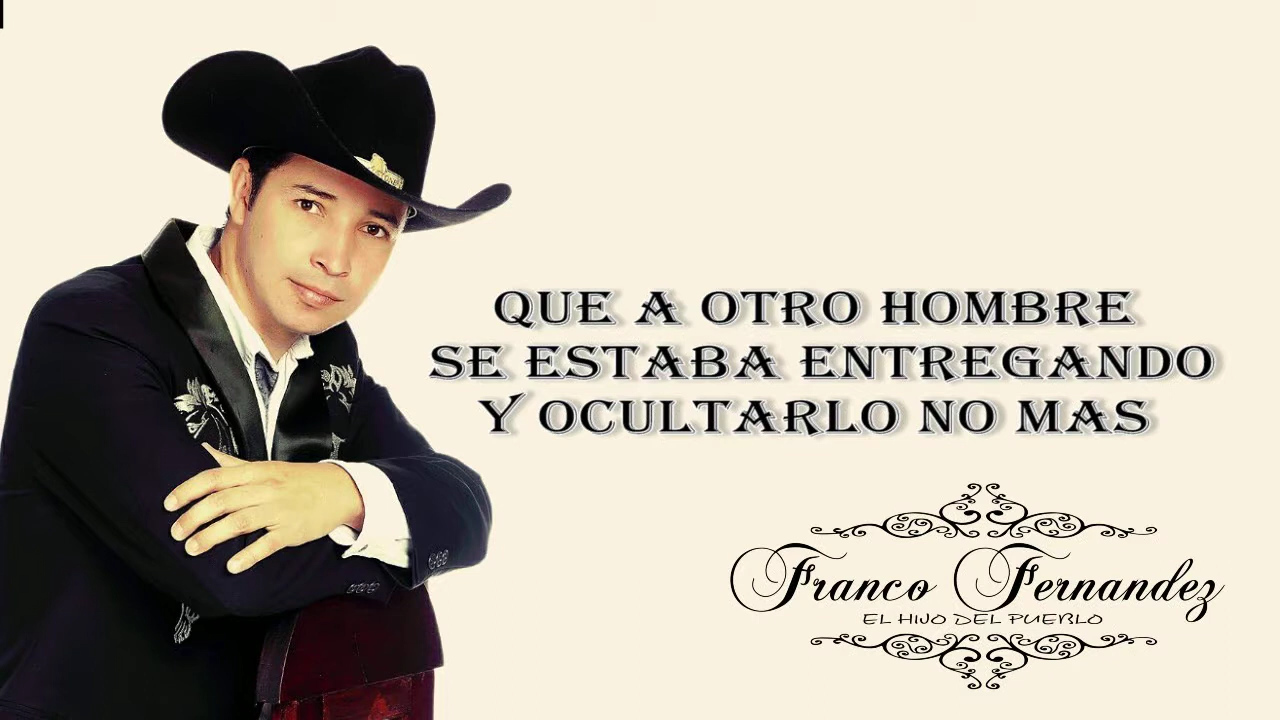 QUE A OTRO HOMBRE
SE ESTABA ENTREGANDO
Y OCULTARLO NO MAS
Franco Fernandez
EL HIJO DEL PUEBLO